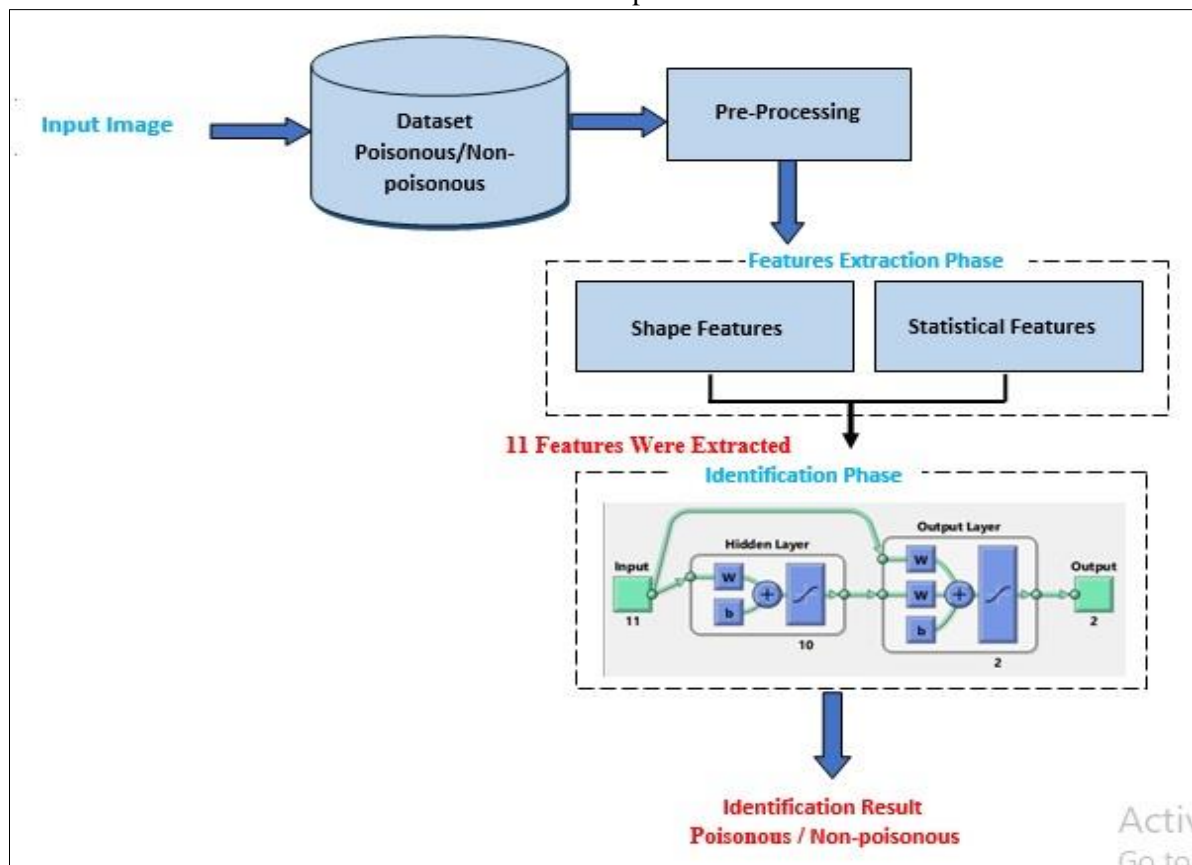 Input Image
Dataset
Poisonous/Non-
poisonous
Pre-Processing
Features Extraction Phase
Shape Features
Statistical Features
11 Features Were Extracted
Identification Phase
Hidden Layer
Output Layer
Input
W
b
+
W
W
b
+
Output
11
10
2
2
Identification Result
Poisonous / Non-poisonous
Go to